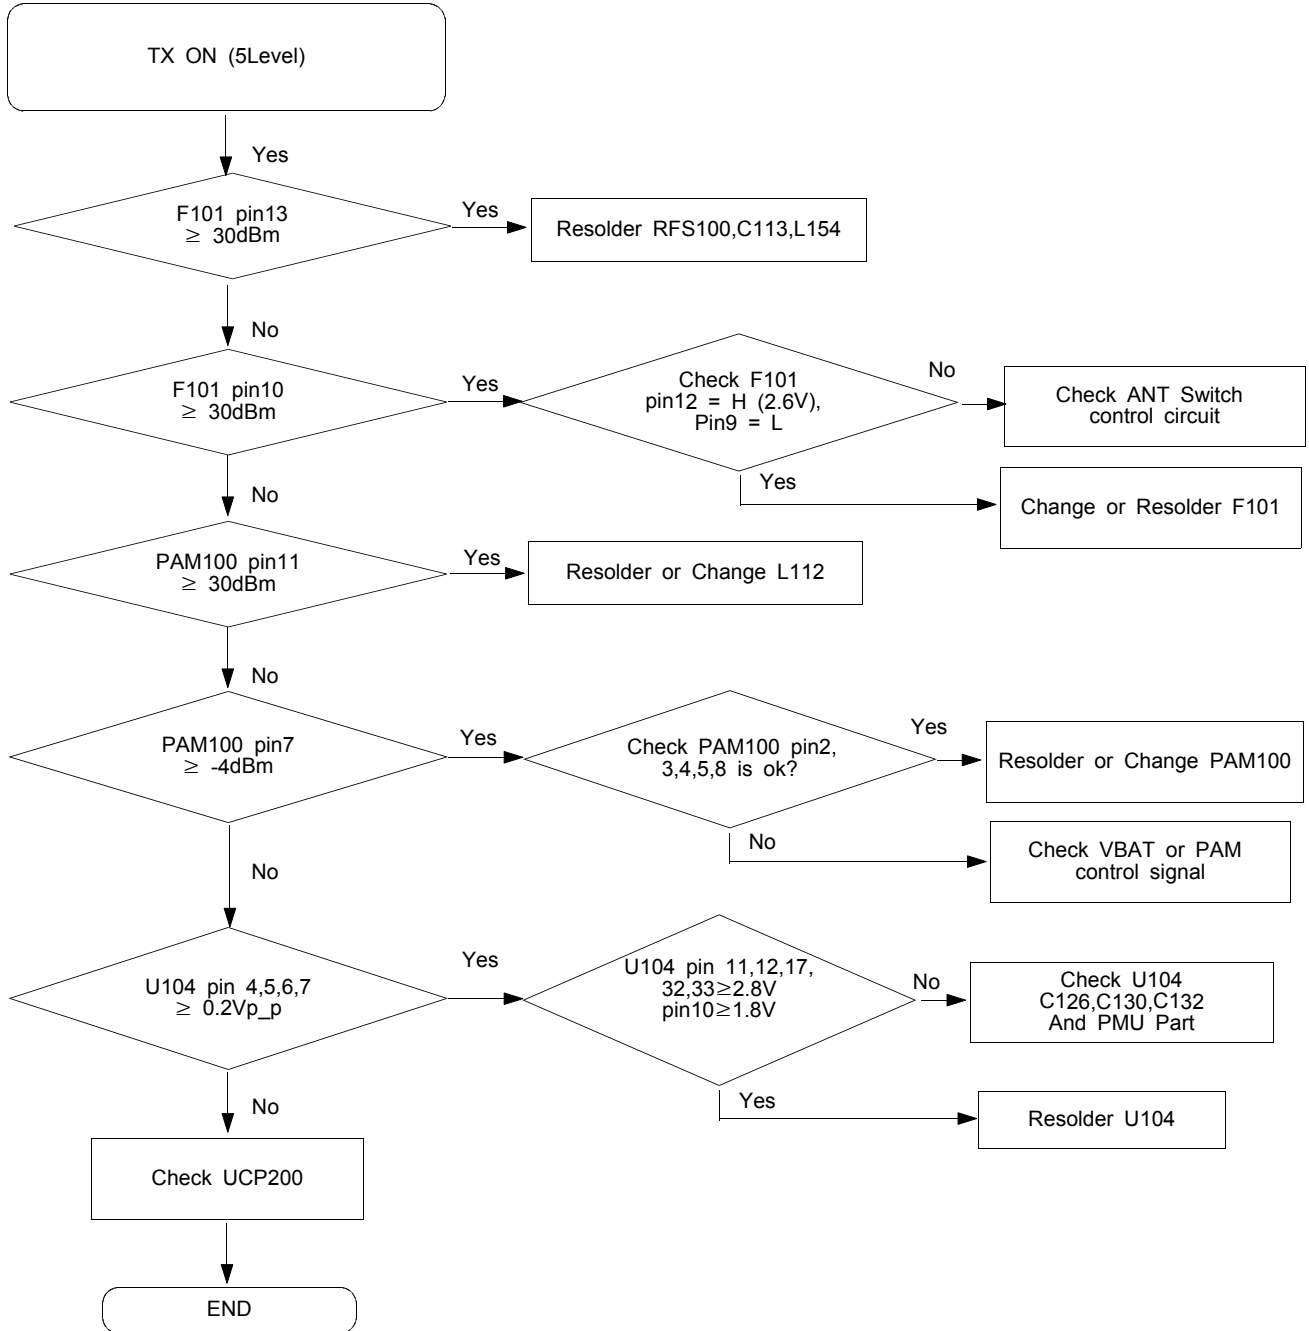 TX ON (5Level)
Yes
F101 pin13
≥ 30dBm
Yes
Resolder RFS100,C113,L154
No
F101 pin10
≥ 30dBm
Yes
Check F101
pin12 = H (2.6V),
Pin9 = L
No
Check ANT Switch
control circuit
Yes
Change or Resolder F101
No
PAM100 pin11
≥ 30dBm
Yes
Resolder or Change L112
No
PAM100 pin7
≥ -4dBm
Yes
Check PAM100 pin2,
3,4,5,8 is ok?
Yes
Resolder or Change PAM100
No
Check VBAT or PAM
control signal
No
U104 pin 4,5,6,7
≥ 0.2Vp_p
Yes
U104 pin 11,12,17,
32,33≥2.8V
pin10≥1.8V
No
Check U104
C126,C130,C132
And PMU Part
Yes
Resolder U104
No
Check UCP200
END